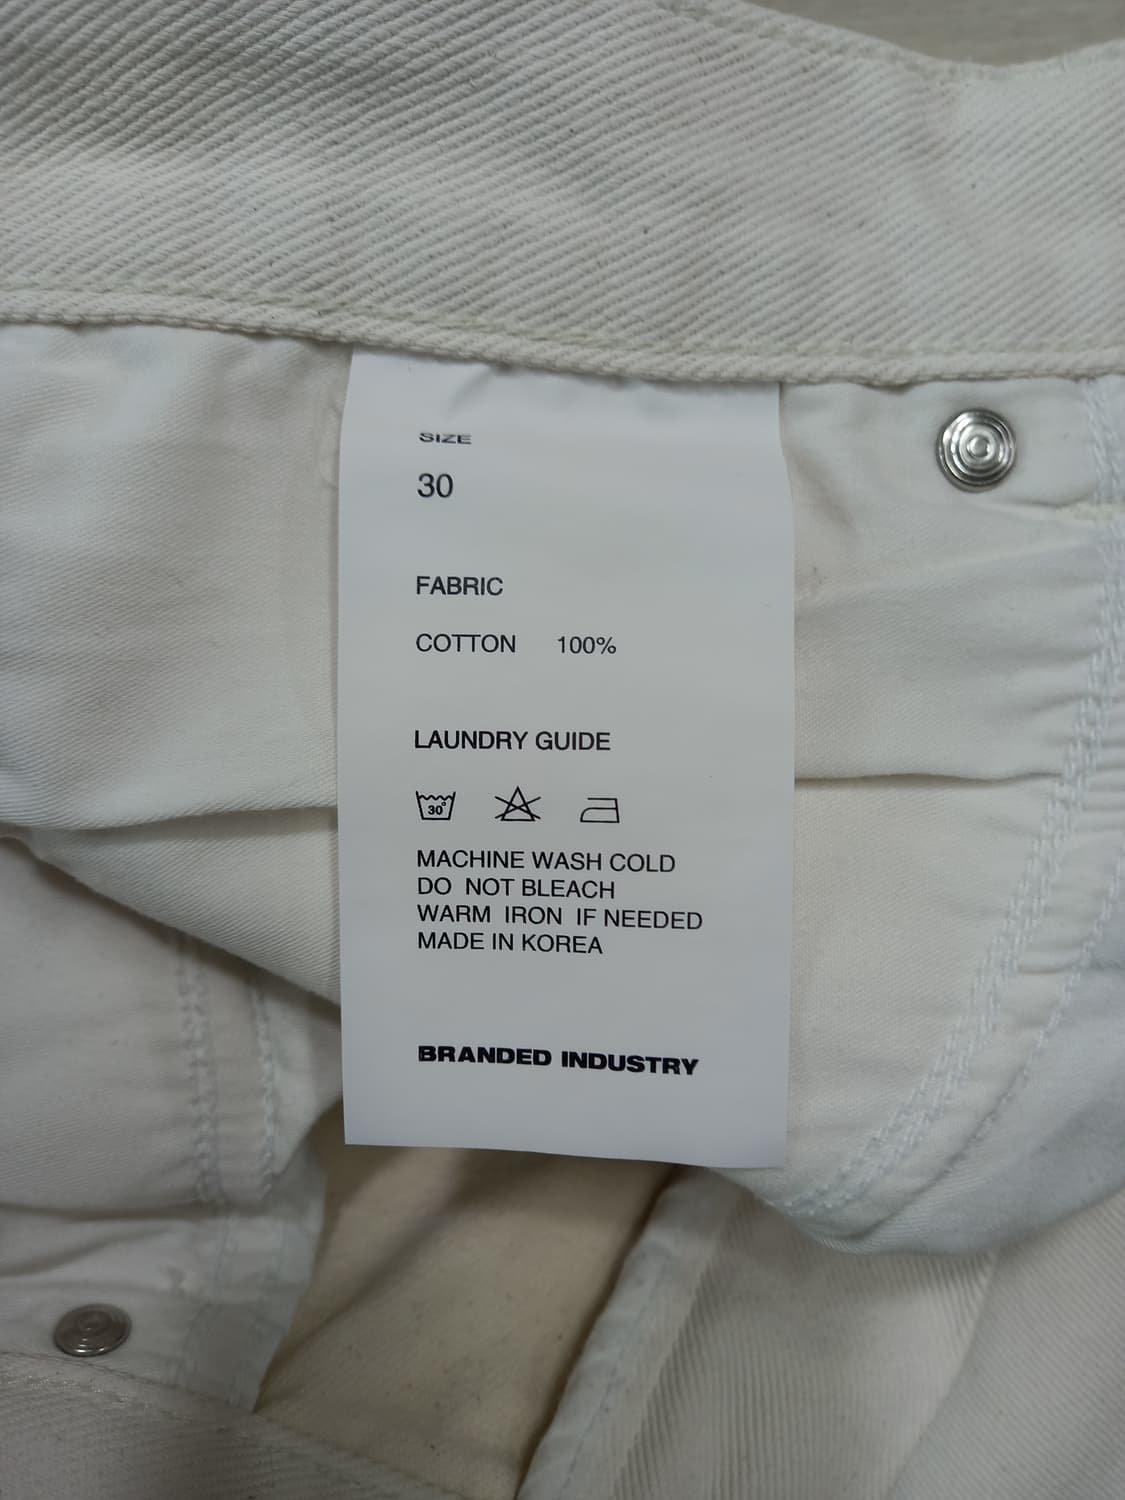 SIZE
30
FABRIC
COTTON 100%
LAUNDRY GUIDE
30°
MACHINE WASH COLD
DO NOT BLEACH
WARM IRON IF NEEDED
MADE IN KOREA
BRANDED INDUSTRY